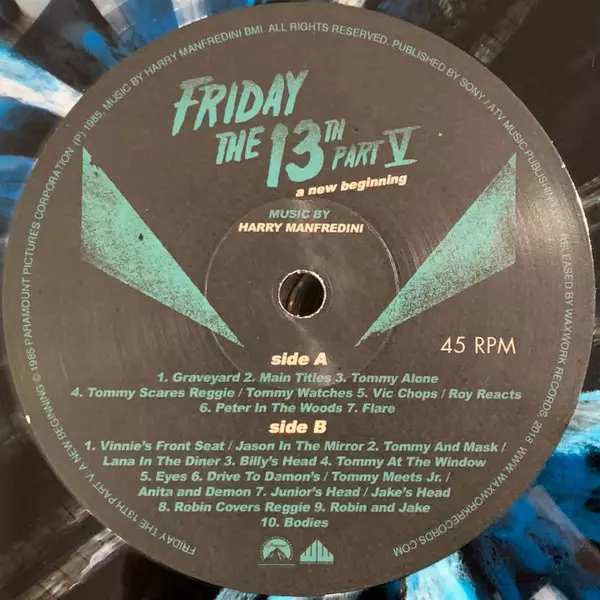 FRIDAY THE 13TH PART V A NEW BEGINNING © 1985 PARAMOUNT PICTURES CORPORATION (P) 1985, MUSIC BY HARRY MANFREDINI BMI ALL RIGHTS RESERVED. PUBLISHED BY SONY / ATV MUSIC PUBLISHING RELEASED BY WAXWORK RECORDS, 2018 WWW.WAXWORKRECORDS.COM
FRIDAY
THE 13TH PART V
a new beginning
MUSIC BY
HARRY MANFREDINI
45 RPM
side A
1. Graveyard 2. Main Titles 3. Tommy Alone
4. Tommy Scares Reggie / Tommy Watches 5. Vic Chops / Roy Reacts
6. Peter In The Woods 7. Flare
side B
1. Vinnie's Front Seat / Jason In The Mirror 2. Tommy And Mask /
Lana In The Diner 3. Billy's Head 4. Tommy At The Window
5. Eyes 6. Drive To Damon's / Tommy Meets Jr. /
Anita and Demon 7. Junior's Head / Jake's Head
8. Robin Covers Reggie 9. Robin and Jake
10. Bodies